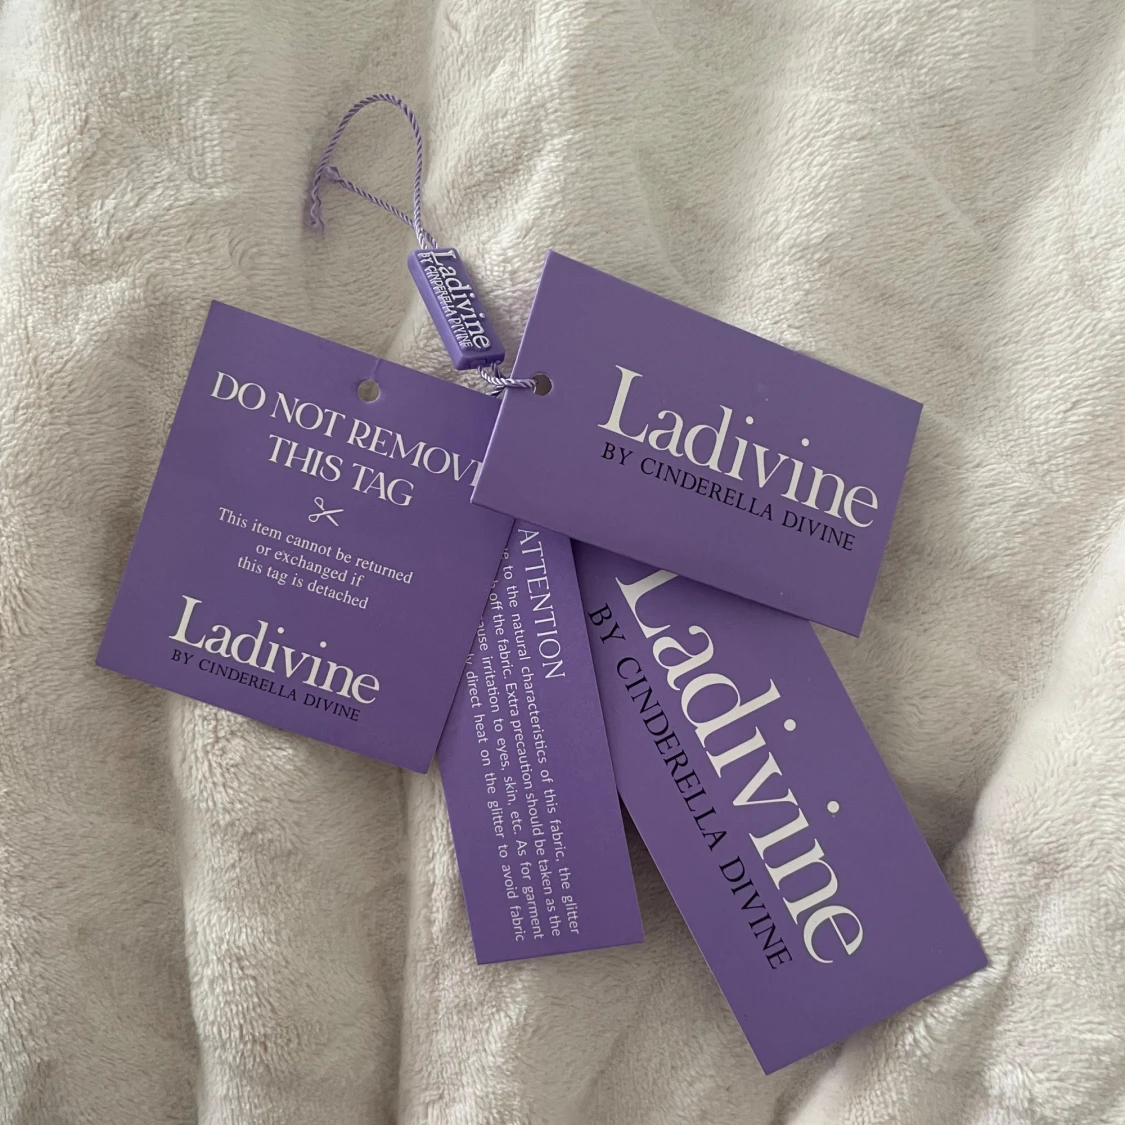 Ladivine
BY CINDERELLA DIVINE
Ladivine
BY CINDERELLA DIVINE
DO NOT REMOV
THIS TAG
This item cannot be returned
or exchanged if
this tag is detached
Ladivine
BY CINDERELLA DIVINE
ATTENTION
to the natural characteristics of this fabric, the glitter
off the fabric. Extra precaution should be taken as the
irritation to eyes, skin, etc. As for garment
direct heat on the glitter to avoid fabric
Ladivine
BY CINDERELLA DIVINE